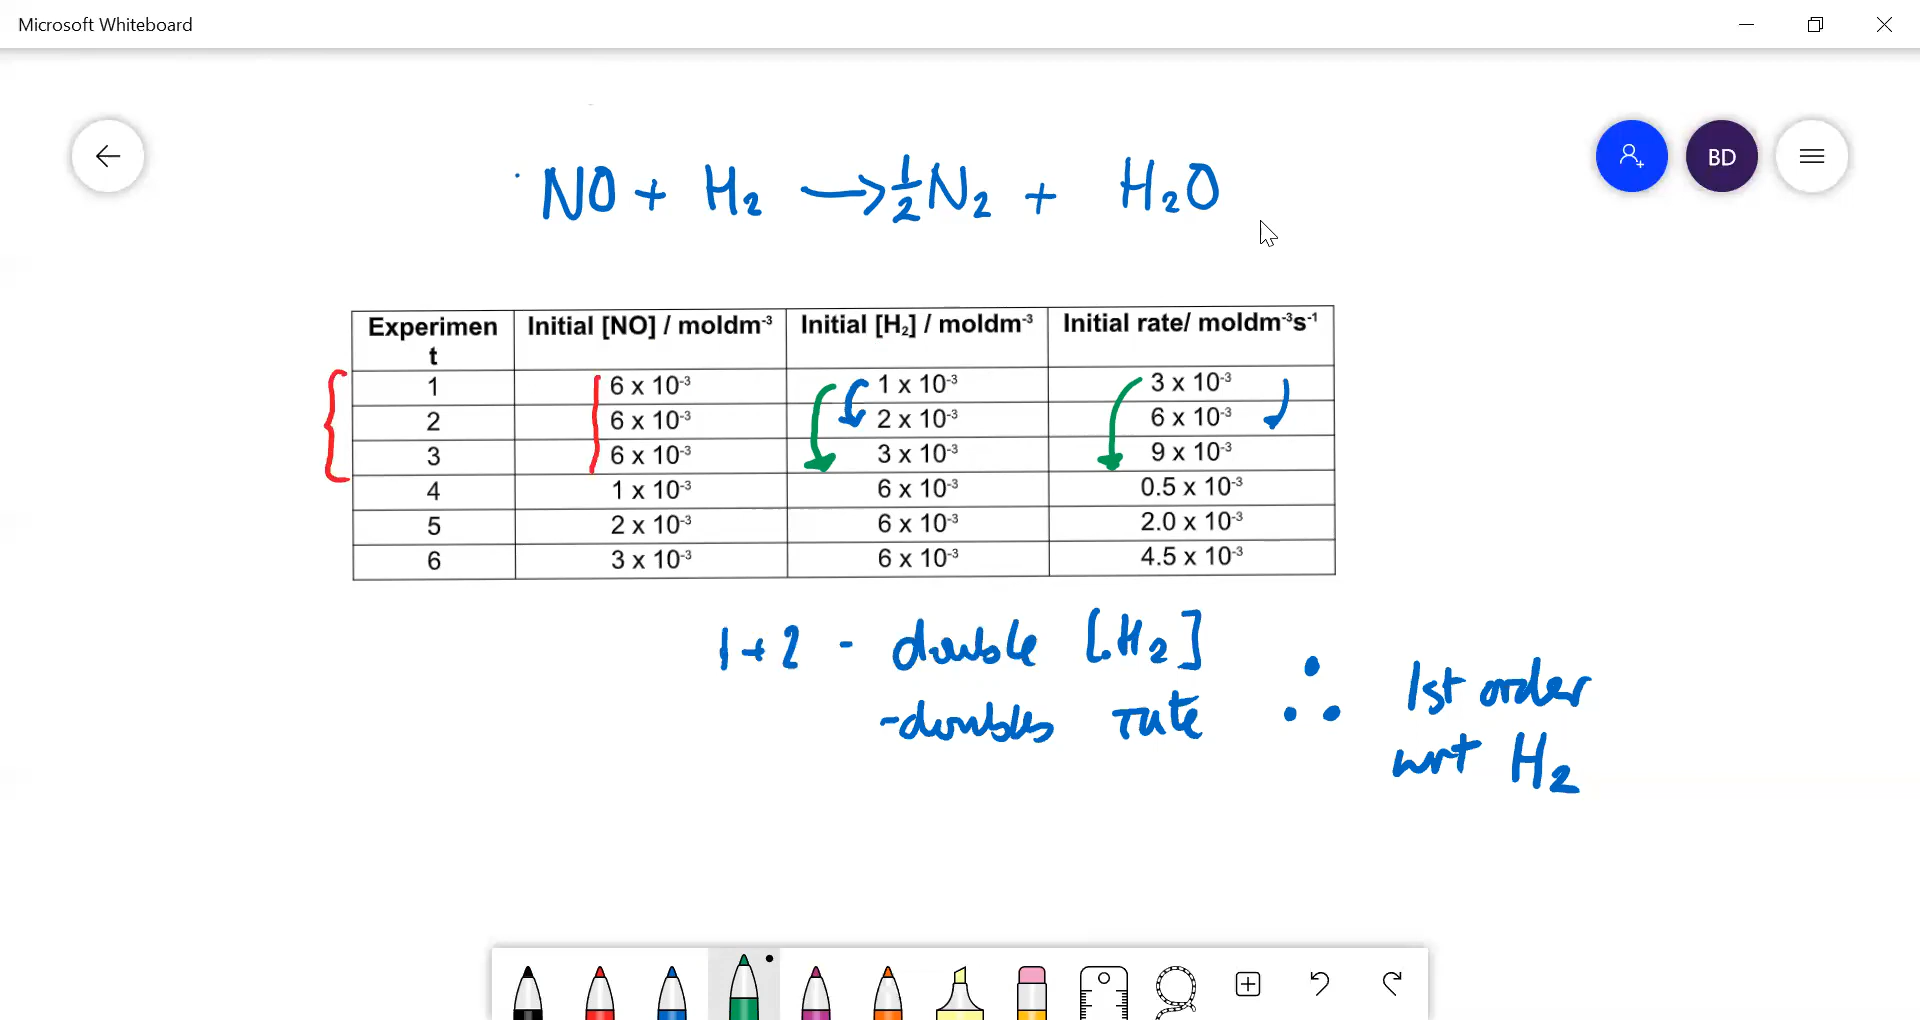 Microsoft Whiteboard
BD
NO + H₂ → ½N₂ + H₂O
Experimen
t
Initial [NO] / moldm⁻³
Initial [H₂] / moldm⁻³
Initial rate/ moldm⁻³s⁻¹
1 6 x 10⁻³ 1 x 10⁻³ 3 x 10⁻³
2 6 x 10⁻³ 2 x 10⁻³ 6 x 10⁻³
3 6 x 10⁻³ 3 x 10⁻³ 9 x 10⁻³
4 1 x 10⁻³ 6 x 10⁻³ 0.5 x 10⁻³
5 2 x 10⁻³ 6 x 10⁻³ 2.0 x 10⁻³
6 3 x 10⁻³ 6 x 10⁻³ 4.5 x 10⁻³
1+2 - double [H₂]
-doubles rate ∴
1st order
wrt H₂